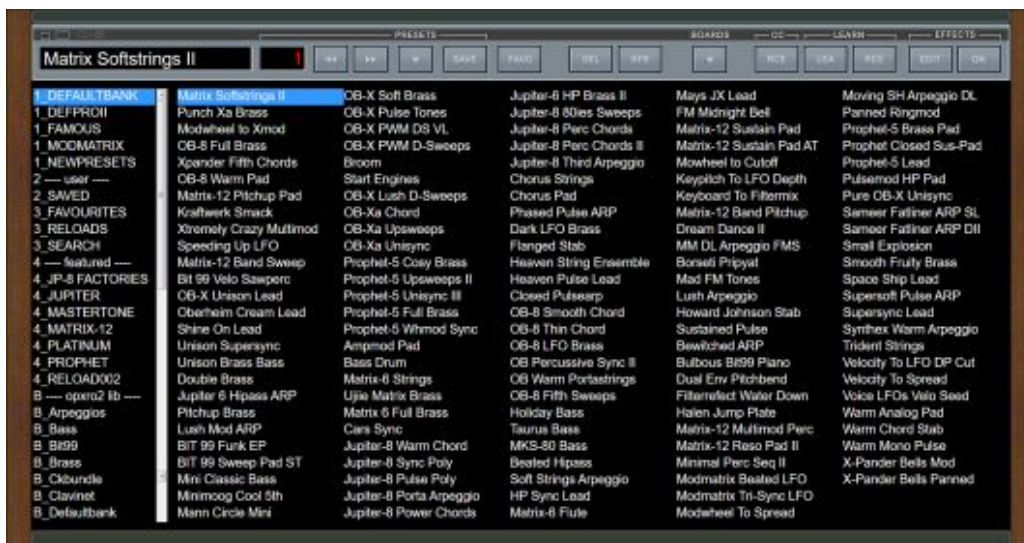 PRESETS
BOARDS
CC
LEARN
EFFECTS
Matrix Softstrings II
1
SAVE
FAVO
DEL
EDIT
ON
1_DEFAULTBANK
1_DEFPROII
1_FAMOUS
1_MODMATRIX
1_NEWPRESETS
2 ---- user ----
2_SAVED
3_FAVOURITES
3_RELOADS
3_SEARCH
4 ---- featured ----
4_JP-8 FACTORIES
4_JUPITER
4_MASTERTONE
4_MATRIX-12
4_PLATINUM
4_PROPHET
4_RELOAD002
B ---- opxro2 lib ----
B_Arpeggios
B_Bass
B_Bit99
B_Brass
B_Ckbundle
B_Clavinet
B_Defaultbank
Matrix Softstrings II
Punch Xa Brass
Modwheel to Xmod
OB-8 Full Brass
Xpander Fifth Chords
OB-8 Warm Pad
Matrix-12 Pitchup Pad
Kraftwerk Smack
Xtremely Crazy Multimod
Speeding Up LFO
Matrix-12 Band Sweep
Bit 99 Velo Sawperc
OB-X Unison Lead
Oberheim Cream Lead
Shine On Lead
Unison Supersync
Unison Brass Bass
Double Brass
Jupiter 6 Hipass ARP
Pitchup Brass
Lush Mod ARP
BIT 99 Funk EP
BIT 99 Sweep Pad ST
Mini Classic Bass
Minimoog Cool 5th
Mann Circle Mini
OB-X Soft Brass
OB-X Pulse Tones
OB-X PWM DS VL
OB-X PWM D-Sweeps
Broom
Start Engines
OB-X Lush D-Sweeps
OB-Xa Chord
OB-Xa Upsweeps
OB-Xa Unisync
Prophet-5 Cosy Brass
Prophet-5 Upsweeps II
Prophet-5 Unisync III
Prophet-5 Full Brass
Prophet-5 Whmod Sync
Ampmod Pad
Bass Drum
Matrix-6 Strings
Ujiie Matrix Brass
Matrix 6 Full Brass
Cars Sync
Jupiter-8 Warm Chord
Jupiter-8 Sync Poly
Jupiter-8 Pulse Poly
Jupiter-8 Porta Arpeggio
Jupiter-8 Power Chords
Jupiter-6 HP Brass II
Jupiter-8 80ies Sweeps
Jupiter-8 Perc Chords
Jupiter-8 Perc Chords II
Jupiter-8 Third Arpeggio
Chorus Strings
Chorus Pad
Phased Pulse ARP
Dark LFO Brass
Flanged Stab
Heaven String Ensemble
Heaven Pulse Lead
Closed Pulsearp
OB-8 Smooth Chord
OB-8 Thin Chord
OB-8 LFO Brass
OB Percussive Sync II
OB Warm Portastrings
OB-8 Fifth Sweeps
Holiday Bass
Taurus Bass
MKS-80 Bass
Beated Hipass
Soft Strings Arpeggio
HP Sync Lead
Matrix-6 Flute
Mays JX Lead
FM Midnight Bell
Matrix-12 Sustain Pad
Matrix-12 Sustain Pad AT
Mowheel to Cutoff
Keypitch To LFO Depth
Keyboard To Filtermix
Matrix-12 Band Pitchup
Dream Dance II
MM DL Arpeggio FMS
Borseti Pripyat
Mad FM Tones
Lush Arpeggio
Howard Johnson Stab
Sustained Pulse
Bewitched ARP
Bulbous Bit99 Piano
Dual Env Pitchbend
Filterrefect Water Down
Halen Jump Plate
Matrix-12 Multimod Perc
Matrix-12 Reso Pad II
Minimal Perc Seq II
Modmatrix Beated LFO
Modmatrix Tri-Sync LFO
Modwheel To Spread
Moving SH Arpeggio DL
Panned Ringmod
Prophet-5 Brass Pad
Prophet Closed Sus-Pad
Prophet-5 Lead
Pulsemod HP Pad
Pure OB-X Unisync
Sameer Fatliner ARP SL
Sameer Fatliner ARP DII
Small Explosion
Smooth Fruity Brass
Space Ship Lead
Supersoft Pulse ARP
Supersync Lead
Synthex Warm Arpeggio
Trident Strings
Velocity To LFO DP Cut
Velocity To Spread
Voice LFOs Velo Seed
Warm Analog Pad
Warm Chord Stab
Warm Mono Pulse
X-Pander Bells Mod
X-Pander Bells Panned